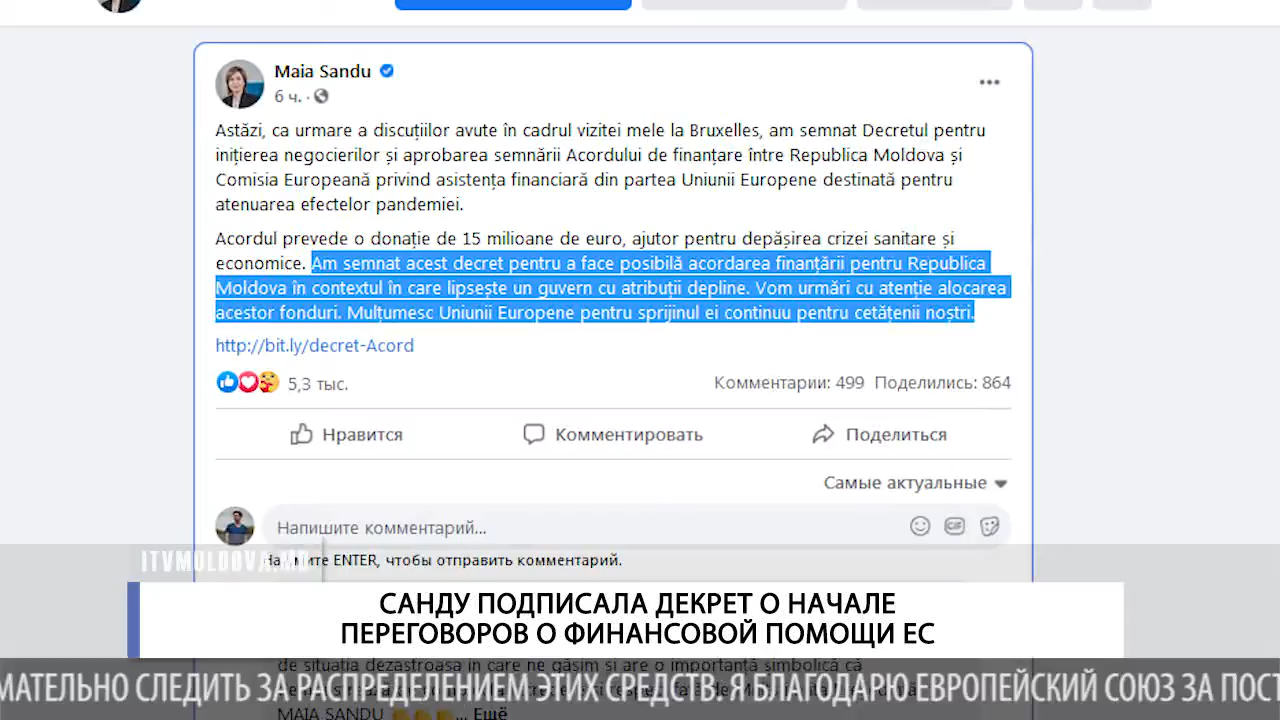 Maia Sandu
6 ч. ·
Astăzi, ca urmare a discuțiilor avute în cadrul vizitei mele la Bruxelles, am semnat Decretul pentru
inițierea negocierilor și aprobarea semnării Acordului de finanțare între Republica Moldova și
Comisia Europeană privind asistența financiară din partea Uniunii Europene destinată pentru
atenuarea efectelor pandemiei.
Acordul prevede o donație de 15 milioane de euro, ajutor pentru depășirea crizei sanitare și
economice. Am semnat acest decret pentru a face posibilă acordarea finanțării pentru Republica
Moldova în contextul în care lipsește un guvern cu atribuții depline. Vom urmări cu atenție alocarea
acestor fonduri. Mulțumesc Uniunii Europene pentru sprijinul ei continuu pentru cetățenii noștri.
http://bit.ly/decret-Acord
5,3 тыс.
Комментарии: 499 Поделились: 864
Нравится
Комментировать
Поделиться
Самые актуальные
Напишите комментарий...
GIF
ITVMOLDOVA.MD
Нажмите ENTER, чтобы отправить комментарий.
САНДУ ПОДПИСАЛА ДЕКРЕТ О НАЧАЛЕ
ПЕРЕГОВОРОВ О ФИНАНСОВОЙ ПОМОЩИ ЕС
de situația dezastroasa in care ne găsim si are o importanță simbolică că
МАТЕЛЬНО СЛЕДИТЬ ЗА РАСПРЕДЕЛЕНИЕМ ЭТИХ СРЕДСТВ. Я БЛАГОДАРЮ ЕВРОПЕЙСКИЙ СОЮЗ ЗА ПОСТ
MAIA SANDU ... Ещё